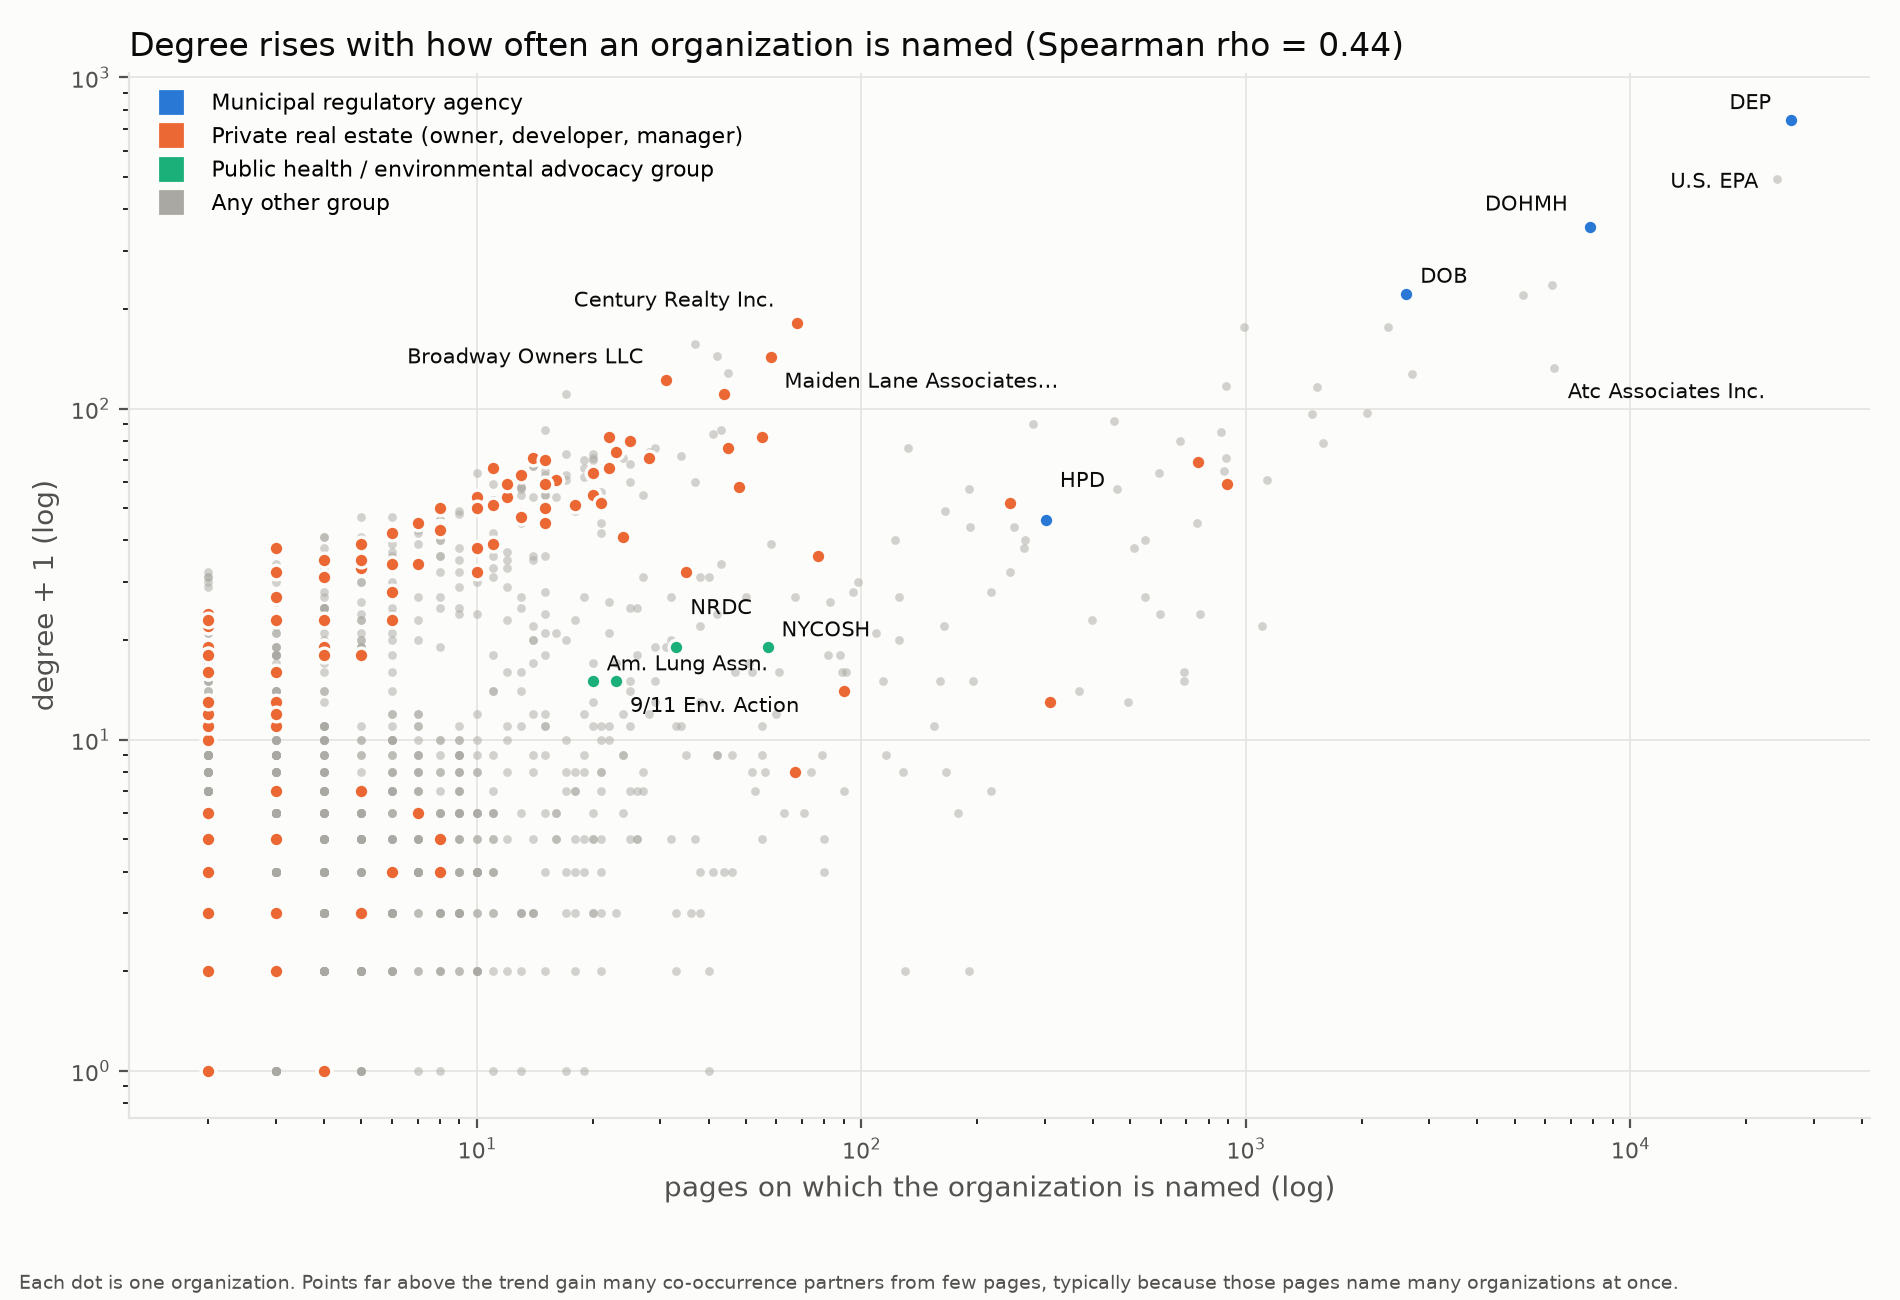 Degree rises with how often an organization is named (Spearman rho = 0.44)
10³
Municipal regulatory agency
Private real estate (owner, developer, manager)
Public health / environmental advocacy group
Any other group
DEP
U.S. EPA
DOHMH
DOB
Century Realty Inc.
Broadway Owners LLC
Maiden Lane Associates...
Atc Associates Inc.
10²
HPD
NRDC
NYCOSH
Am. Lung Assn.
9/11 Env. Action
10¹
10⁰
degree + 1 (log)
10¹
10²
10³
10⁴
pages on which the organization is named (log)
Each dot is one organization. Points far above the trend gain many co-occurrence partners from few pages, typically because those pages name many organizations at once.